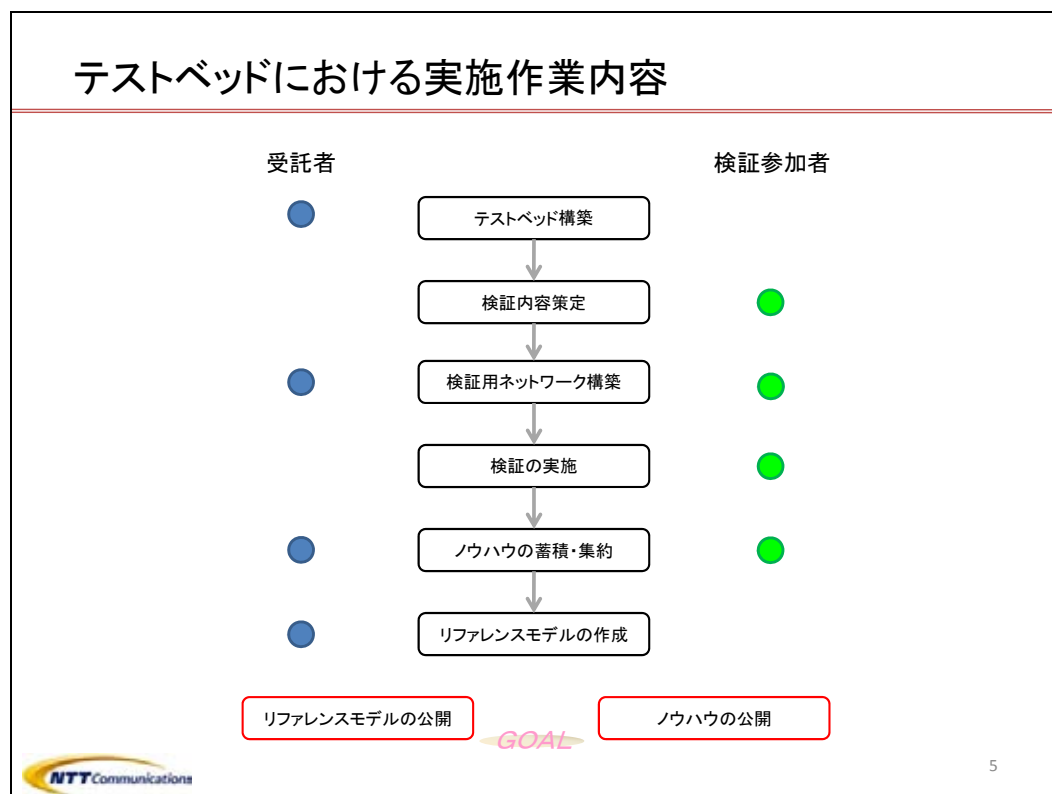 テストベッドにおける実施作業内容
受託者
検証参加者
テストベッド構築
検証内容策定
検証用ネットワーク構築
検証の実施
ノウハウの蓄積・集約
リファレンスモデルの作成
リファレンスモデルの公開
ノウハウの公開
GOAL
NTT Communications
5